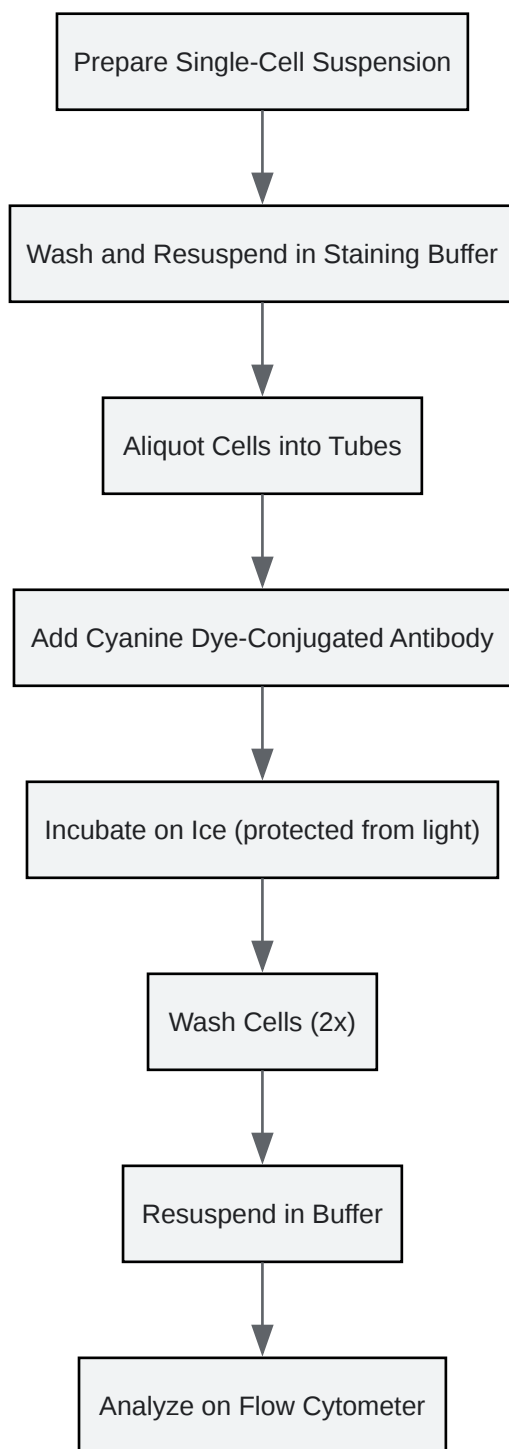 Prepare Single-Cell Suspension
Wash and Resuspend in Staining Buffer
Aliquot Cells into Tubes
Add Cyanine Dye-Conjugated Antibody
Incubate on Ice (protected from light)
Wash Cells (2x)
Resuspend in Buffer
Analyze on Flow Cytometer